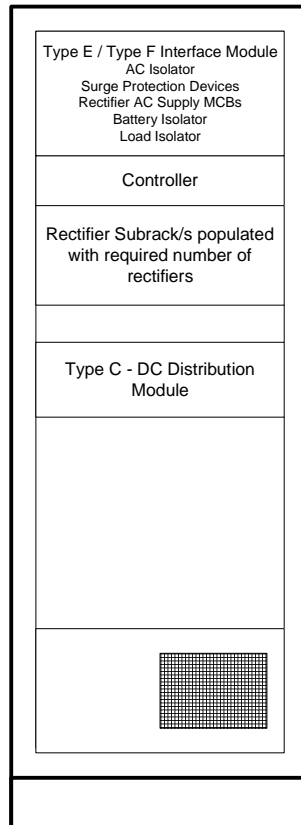 Type E / Type F Interface Module
AC Isolator
Surge Protection Devices
Rectifier AC Supply MCBs
Battery Isolator
Load Isolator
Controller
Rectifier Subrack/s populated
with required number of
rectifiers
Type C - DC Distribution
Module